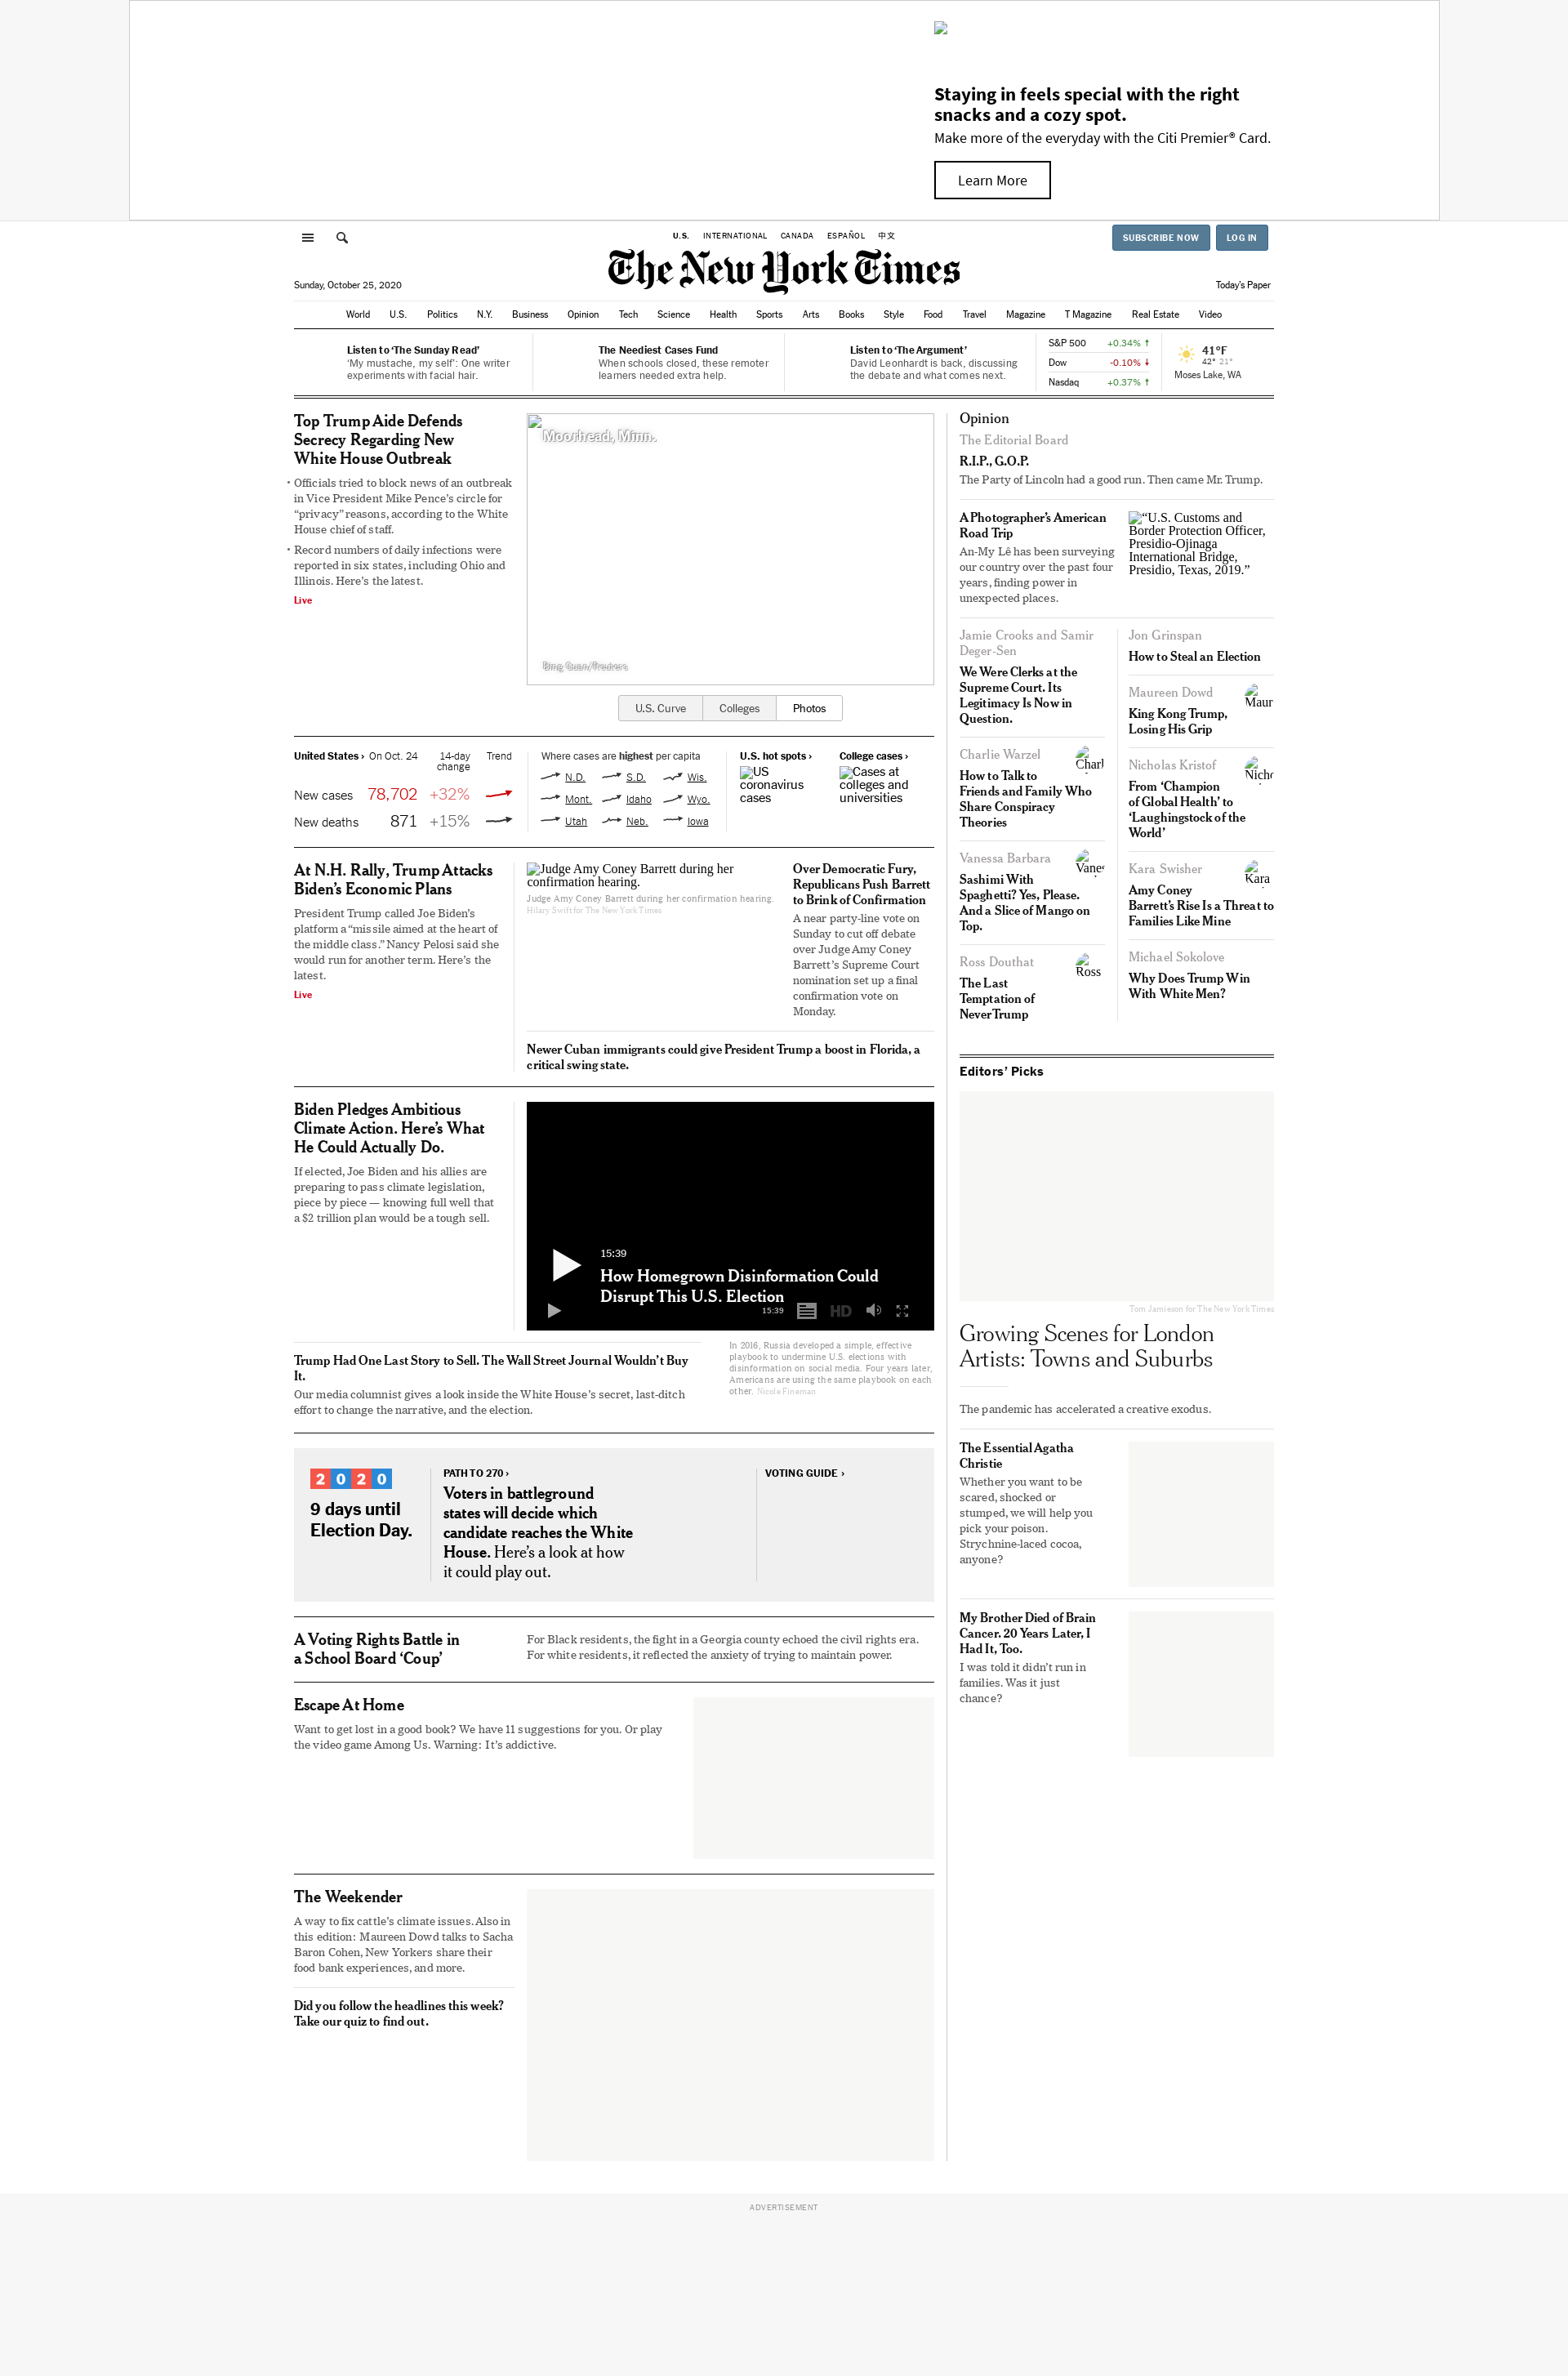 Staying in feels special with the right
snacks and a cozy spot.
Make more of the everyday with the Citi Premier® Card.
Learn More
U.S. INTERNATIONAL CANADA ESPAÑOL 中文
SUBSCRIBE NOW LOG IN
The New York Times
Sunday, October 25, 2020
Today's Paper
World U.S. Politics N.Y. Business Opinion Tech Science Health Sports Arts Books Style Food Travel Magazine T Magazine Real Estate Video
Listen to ‘The Sunday Read’
‘My mustache, my self’: One writer
experiments with facial hair.
The Neediest Cases Fund
When schools closed, these remoter
learners needed extra help.
Listen to ‘The Argument’
David Leonhardt is back, discussing
the debate and what comes next.
S&P 500 +0.34% ↑
Dow -0.10% ↓
Nasdaq +0.37% ↑
41°F
42° 21°
Moses Lake, WA
Top Trump Aide Defends
Secrecy Regarding New
White House Outbreak
• Officials tried to block news of an outbreak
in Vice President Mike Pence’s circle for
“privacy” reasons, according to the White
House chief of staff.
• Record numbers of daily infections were
reported in six states, including Ohio and
Illinois. Here’s the latest.
Live
Moorhead, Minn.
Bing Guan/Reuters
U.S. Curve Colleges Photos
United States › On Oct. 24 14-day
change Trend
New cases 78,702 +32%
New deaths 871 +15%
Where cases are highest per capita
N.D. S.D. Wis.
Mont. Idaho Wyo.
Utah Neb. Iowa
U.S. hot spots ›
US
coronavirus
cases
College cases ›
Cases at
colleges and
universities
At N.H. Rally, Trump Attacks
Biden’s Economic Plans
President Trump called Joe Biden’s
platform a “missile aimed at the heart of
the middle class.” Nancy Pelosi said she
would run for another term. Here’s the
latest.
Live
Judge Amy Coney Barrett during her
confirmation hearing.
Judge Amy Coney Barrett during her confirmation hearing.
Hilary Swift for The New York Times
Over Democratic Fury,
Republicans Push Barrett
to Brink of Confirmation
A near party-line vote on
Sunday to cut off debate
over Judge Amy Coney
Barrett’s Supreme Court
nomination set up a final
confirmation vote on
Monday.
Newer Cuban immigrants could give President Trump a boost in Florida, a
critical swing state.
Biden Pledges Ambitious
Climate Action. Here’s What
He Could Actually Do.
If elected, Joe Biden and his allies are
preparing to pass climate legislation,
piece by piece — knowing full well that
a $2 trillion plan would be a tough sell.
15:39
How Homegrown Disinformation Could
Disrupt This U.S. Election
15:39 HD
In 2016, Russia developed a simple, effective
playbook to undermine U.S. elections with
disinformation on social media. Four years later,
Americans are using the same playbook on each
other. Nicole Fineman
Trump Had One Last Story to Sell. The Wall Street Journal Wouldn’t Buy
It.
Our media columnist gives a look inside the White House’s secret, last-ditch
effort to change the narrative, and the election.
2020
9 days until
Election Day.
PATH TO 270 ›
Voters in battleground
states will decide which
candidate reaches the White
House. Here’s a look at how
it could play out.
VOTING GUIDE ›
A Voting Rights Battle in
a School Board ‘Coup’
For Black residents, the fight in a Georgia county echoed the civil rights era.
For white residents, it reflected the anxiety of trying to maintain power.
Escape At Home
Want to get lost in a good book? We have 11 suggestions for you. Or play
the video game Among Us. Warning: It’s addictive.
The Weekender
A way to fix cattle’s climate issues. Also in
this edition: Maureen Dowd talks to Sacha
Baron Cohen, New Yorkers share their
food bank experiences, and more.
Did you follow the headlines this week?
Take our quiz to find out.
Opinion
The Editorial Board
R.I.P., G.O.P.
The Party of Lincoln had a good run. Then came Mr. Trump.
A Photographer’s American
Road Trip
An-My Lê has been surveying
our country over the past four
years, finding power in
unexpected places.
“U.S. Customs and
Border Protection Officer,
Presidio-Ojinaga
International Bridge,
Presidio, Texas, 2019.”
Jamie Crooks and Samir
Deger-Sen
We Were Clerks at the
Supreme Court. Its
Legitimacy Is Now in
Question.
Charlie Warzel
How to Talk to
Friends and Family Who
Share Conspiracy
Theories
Vanessa Barbara
Sashimi With
Spaghetti? Yes, Please.
And a Slice of Mango on
Top.
Ross Douthat
Ross
The Last
Temptation of
NeverTrump
Jon Grinspan
How to Steal an Election
Maureen Dowd
Maur
King Kong Trump,
Losing His Grip
Nicholas Kristof
From ‘Champion
of Global Health’ to
‘Laughingstock of the
World’
Kara Swisher
Kara
Amy Coney
Barrett’s Rise Is a Threat to
Families Like Mine
Michael Sokolove
Why Does Trump Win
With White Men?
Editors’ Picks
Tom Jamieson for The New York Times
Growing Scenes for London
Artists: Towns and Suburbs
The pandemic has accelerated a creative exodus.
The Essential Agatha
Christie
Whether you want to be
scared, shocked or
stumped, we will help you
pick your poison.
Strychnine-laced cocoa,
anyone?
My Brother Died of Brain
Cancer. 20 Years Later, I
Had It, Too.
I was told it didn’t run in
families. Was it just
chance?
ADVERTISEMENT